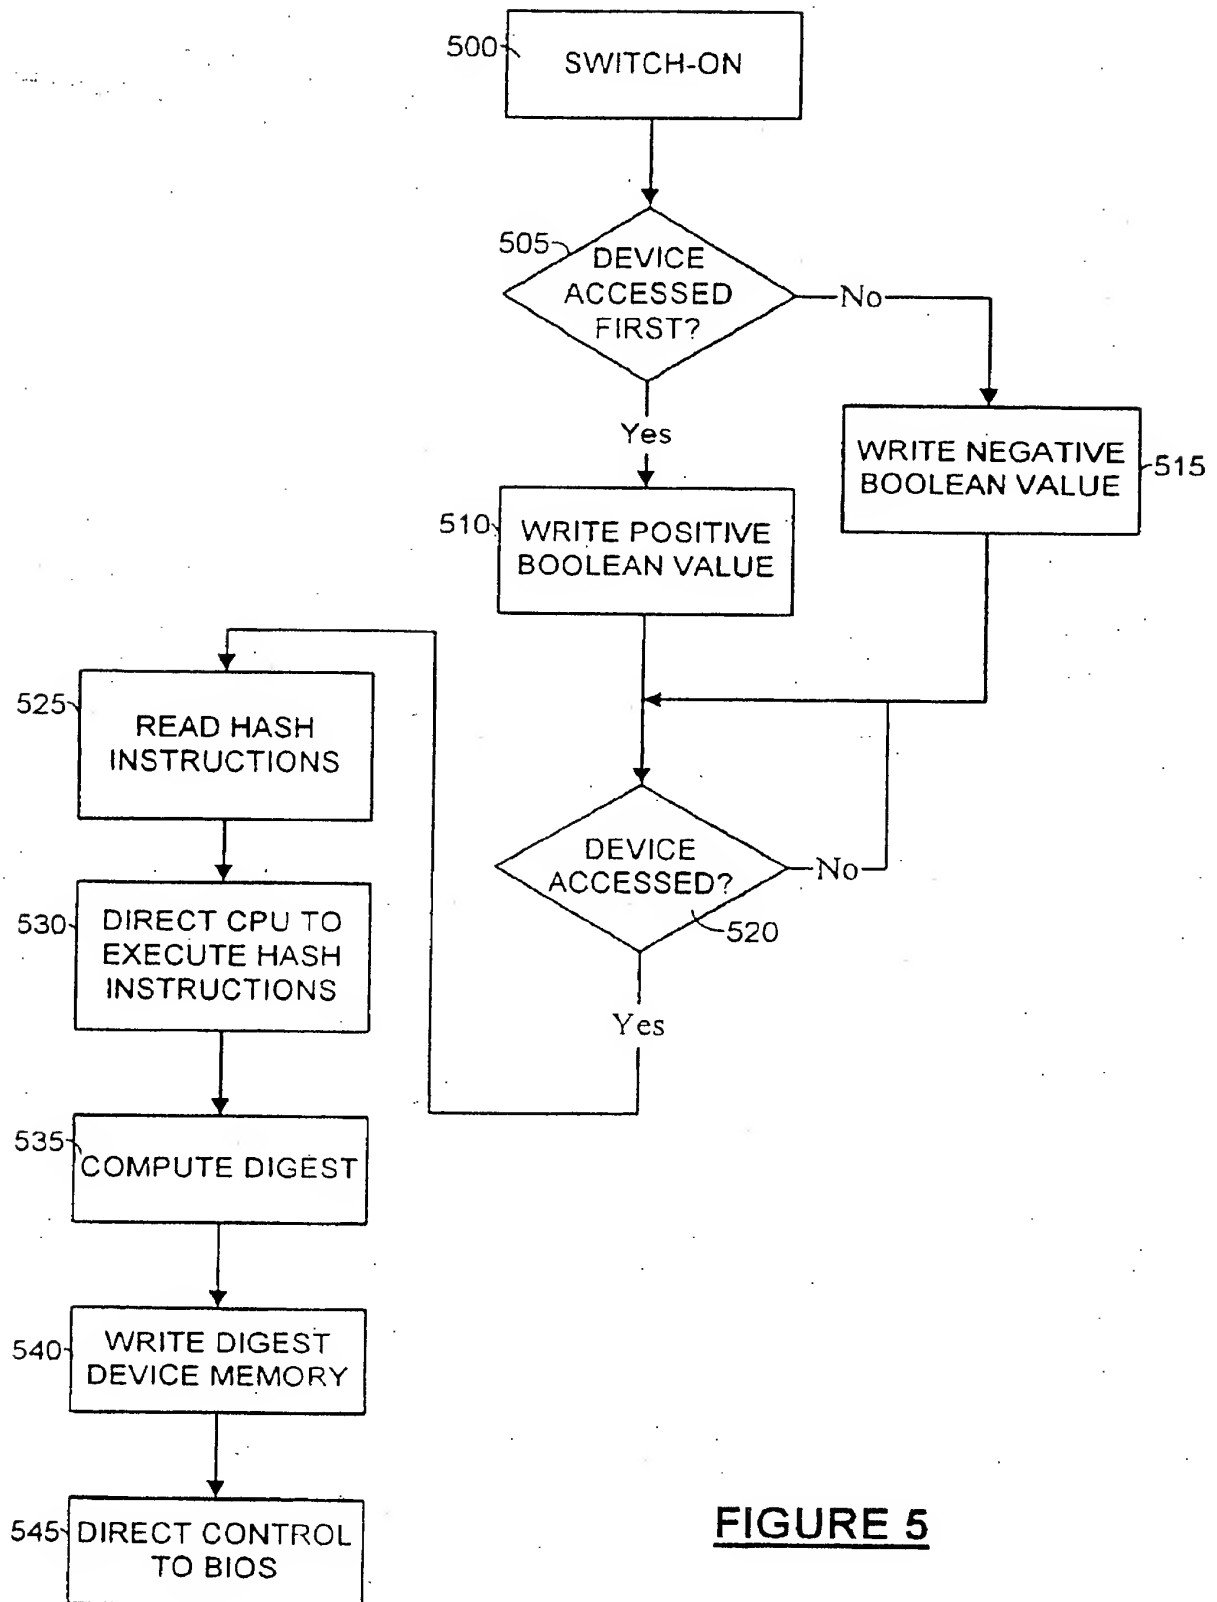 500
SWITCH-ON
505
DEVICE
ACCESSED
FIRST?
No
Yes
WRITE NEGATIVE
BOOLEAN VALUE
515
510
WRITE POSITIVE
BOOLEAN VALUE
525
READ HASH
INSTRUCTIONS
DEVICE
ACCESSED?
No
520
Yes
530
DIRECT CPU TO
EXECUTE HASH
INSTRUCTIONS
535
COMPUTE DIGEST
540
WRITE DIGEST
DEVICE MEMORY
545
DIRECT CONTROL
TO BIOS
FIGURE 5